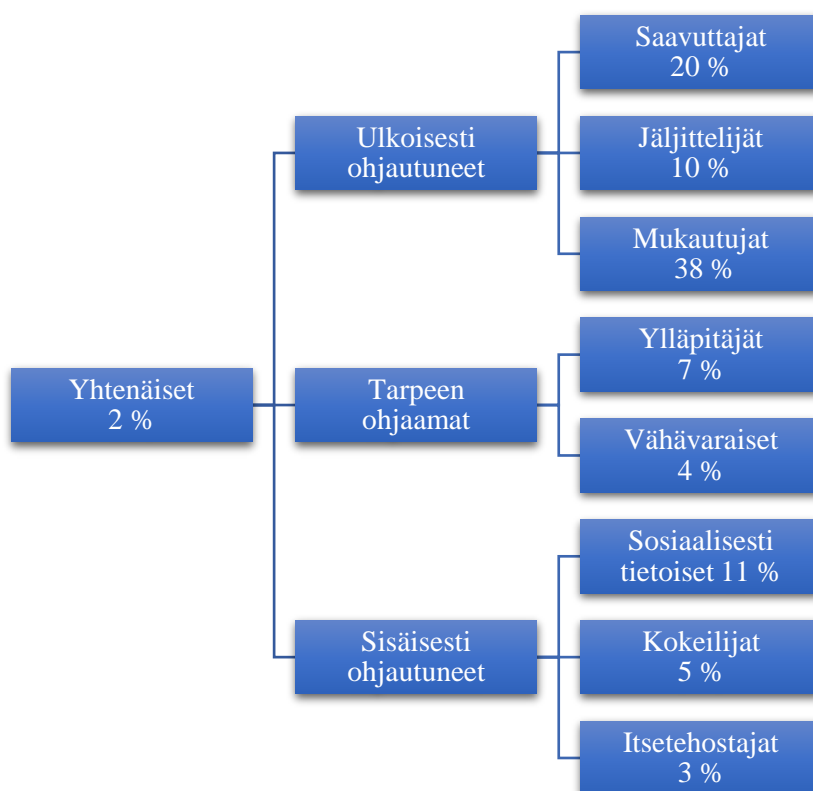 Yhtenäiset
2 %
Ulkoisesti
ohjautuneet
Saavuttajat
20 %
Jäljittelijät
10 %
Mukautujat
38 %
Tarpeen
ohjaamat
Ylläpitäjät
7 %
Vähävaraiset
4 %
Sisäisesti
ohjautuneet
Sosiaalisesti
tietoiset 11 %
Kokeilijat
5 %
Itsetehostajat
3 %